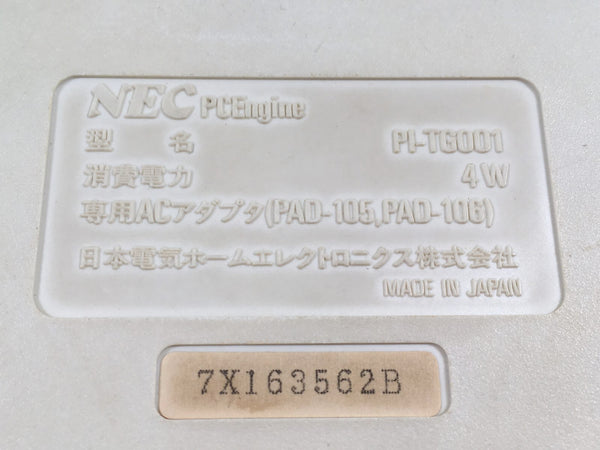 NEC PCEngine
型名 PI-TG001
消費電力 4W
専用ACアダプタ(PAD-105,PAD-106)
日本電気ホームエレクトロニクス株式会社
MADE IN JAPAN
7X163562B